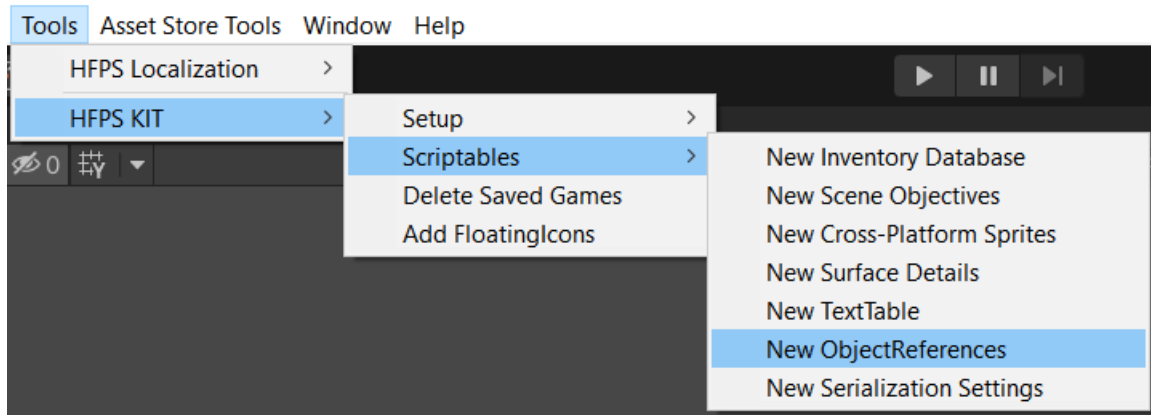 Tools Asset Store Tools Window Help
HFPS Localization
HFPS KIT
Setup
Scriptables
Delete Saved Games
Add FloatingIcons
New Inventory Database
New Scene Objectives
New Cross-Platform Sprites
New Surface Details
New TextTable
New ObjectReferences
New Serialization Settings
0